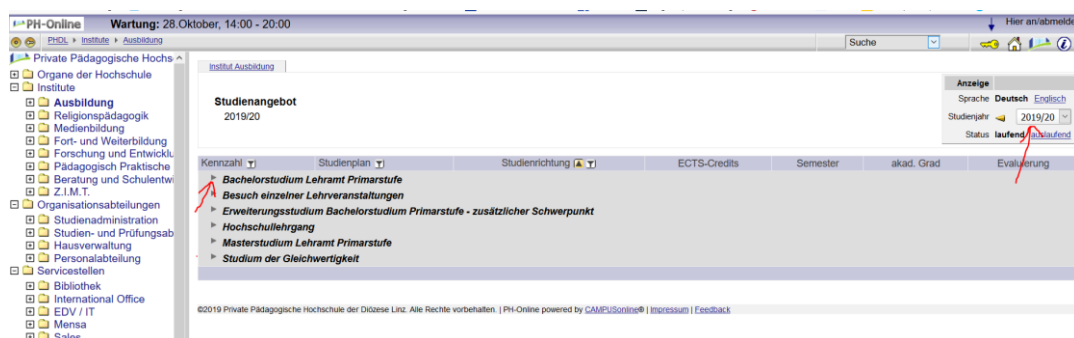 PH-Online Wartung: 28.Oktober, 14:00 - 20:00 Hier an/abmelde
PHDL Institute Ausbildung Suche
Private Pädagogische Hochs
Organe der Hochschule
Institute
Ausbildung
Religionspädagogik
Medienbildung
Fort- und Weiterbildung
Forschung und Entwicklu
Pädagogisch Praktische
Beratung und Schulentwi
Z.I.M.T.
Organisationsabteilungen
Studienadministration
Studien- und Prüfungsab
Hausverwaltung
Personalabteilung
Servicestellen
Bibliothek
International Office
EDV / IT
Mensa
Sales
Institut Ausbildung
Studienangebot
2019/20
Anzeige
Sprache Deutsch Englisch
Studienjahr 2019/20
Status laufend auslaufend
Kennzahl Studienplan Studienrichtung ECTS-Credits Semester akad. Grad Evaluierung
Bachelorstudium Lehramt Primarstufe
Besuch einzelner Lehrveranstaltungen
Erweiterungsstudium Bachelorstudium Primarstufe - zusätzlicher Schwerpunkt
Hochschullehrgang
Masterstudium Lehramt Primarstufe
Studium der Gleichwertigkeit
©2019 Private Pädagogische Hochschule der Diözese Linz. Alle Rechte vorbehalten. | PH-Online powered by CAMPUSonline® | Impressum | Feedback